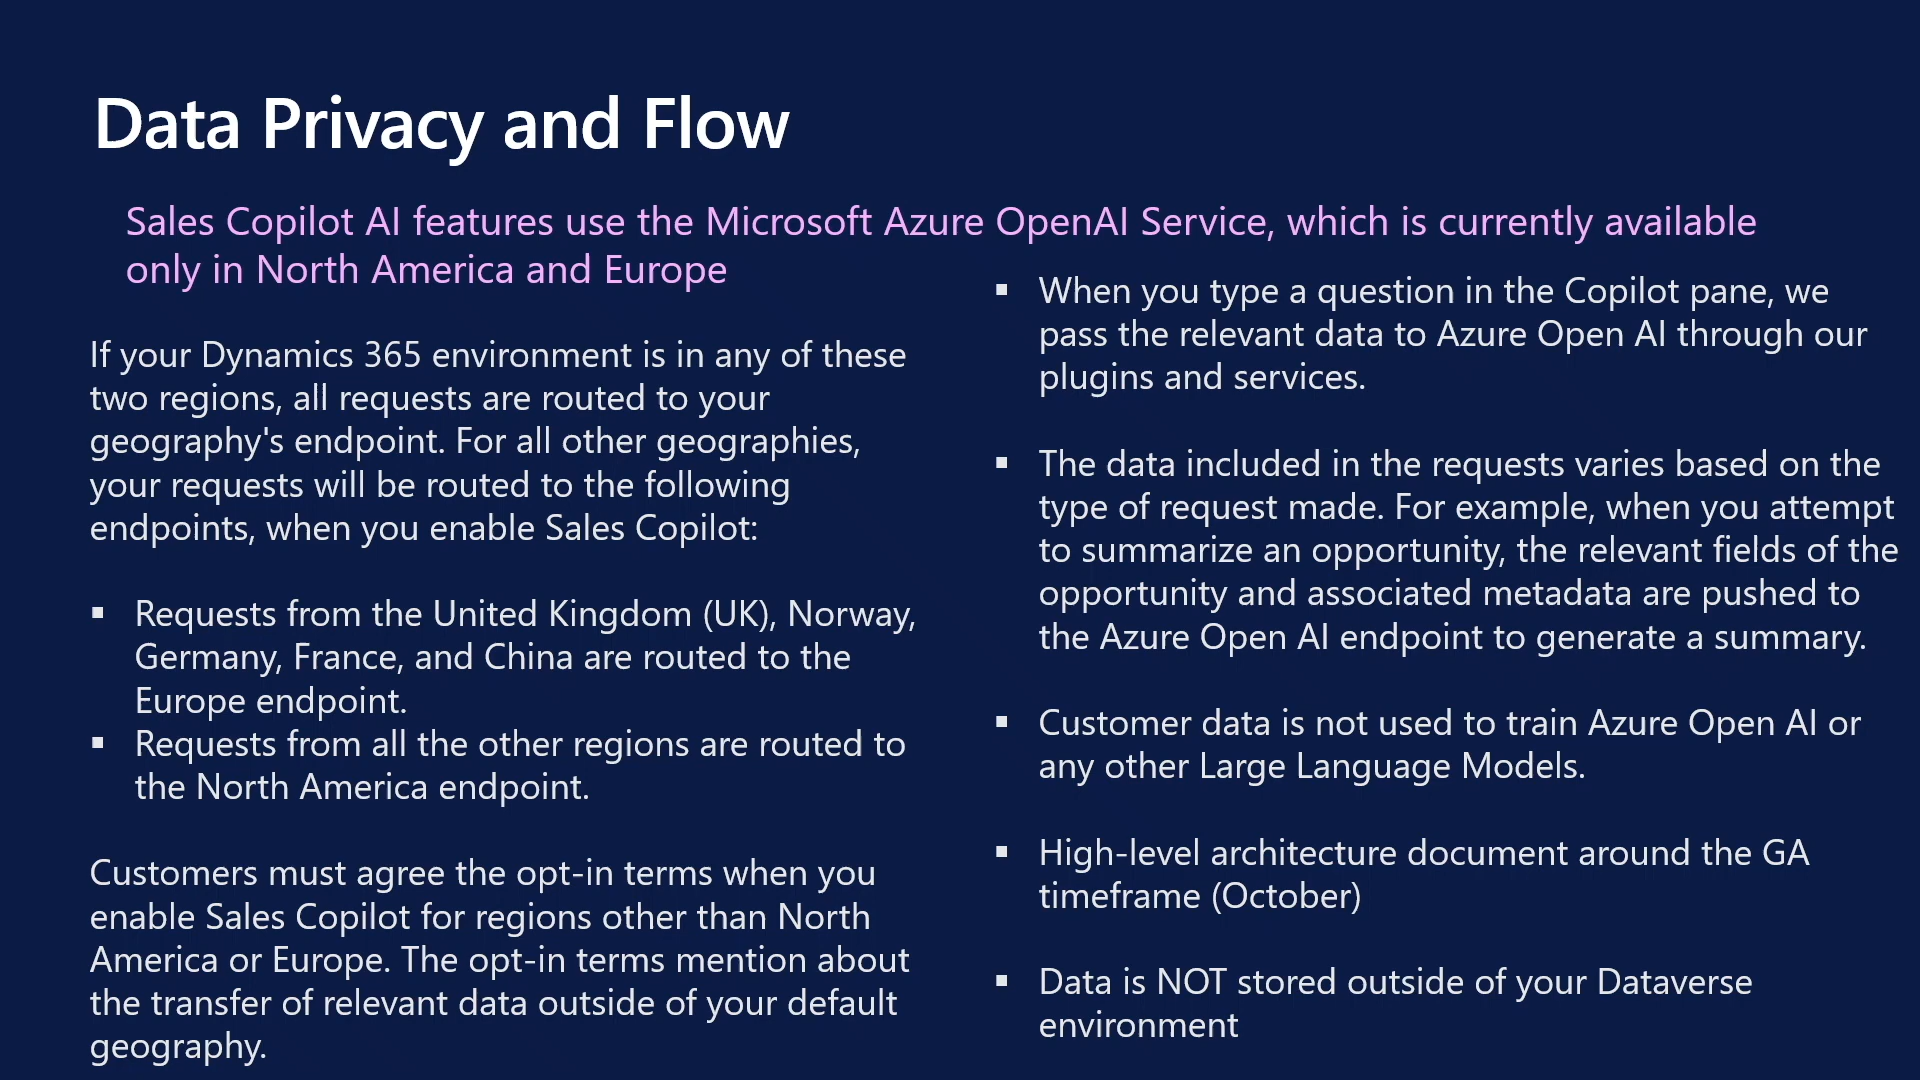 Data Privacy and Flow
Sales Copilot AI features use the Microsoft Azure OpenAI Service, which is currently available
only in North America and Europe
If your Dynamics 365 environment is in any of these
two regions, all requests are routed to your
geography's endpoint. For all other geographies,
your requests will be routed to the following
endpoints, when you enable Sales Copilot:
▪ Requests from the United Kingdom (UK), Norway,
Germany, France, and China are routed to the
Europe endpoint.
▪ Requests from all the other regions are routed to
the North America endpoint.
Customers must agree the opt-in terms when you
enable Sales Copilot for regions other than North
America or Europe. The opt-in terms mention about
the transfer of relevant data outside of your default
geography.
▪ When you type a question in the Copilot pane, we
pass the relevant data to Azure Open AI through our
plugins and services.
▪ The data included in the requests varies based on the
type of request made. For example, when you attempt
to summarize an opportunity, the relevant fields of the
opportunity and associated metadata are pushed to
the Azure Open AI endpoint to generate a summary.
▪ Customer data is not used to train Azure Open AI or
any other Large Language Models.
▪ High-level architecture document around the GA
timeframe (October)
▪ Data is NOT stored outside of your Dataverse
environment